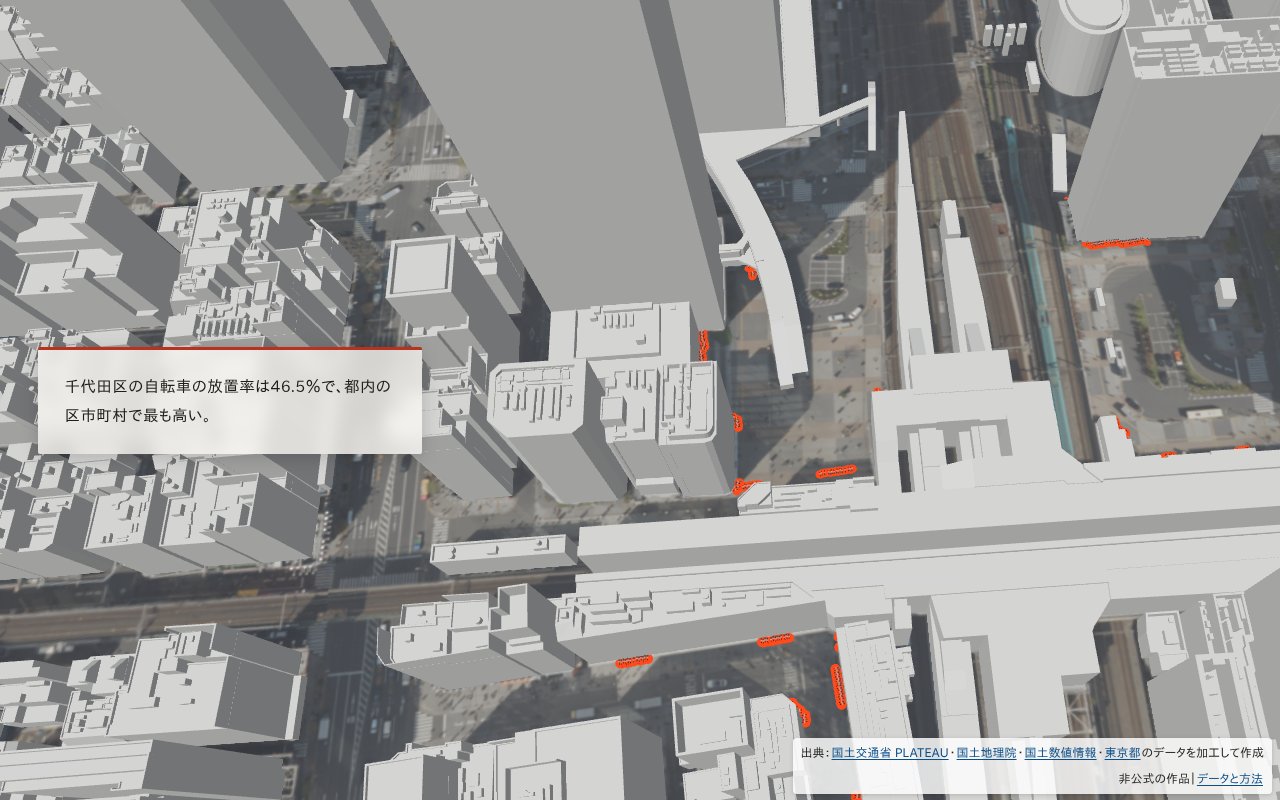 千代田区の自転車の放置率は46.5%で、都内の
区市町村で最も高い。
出典：国土交通省 PLATEAU・国土地理院・国土数値情報・東京都のデータを加工して作成
非公式の作品|データと方法